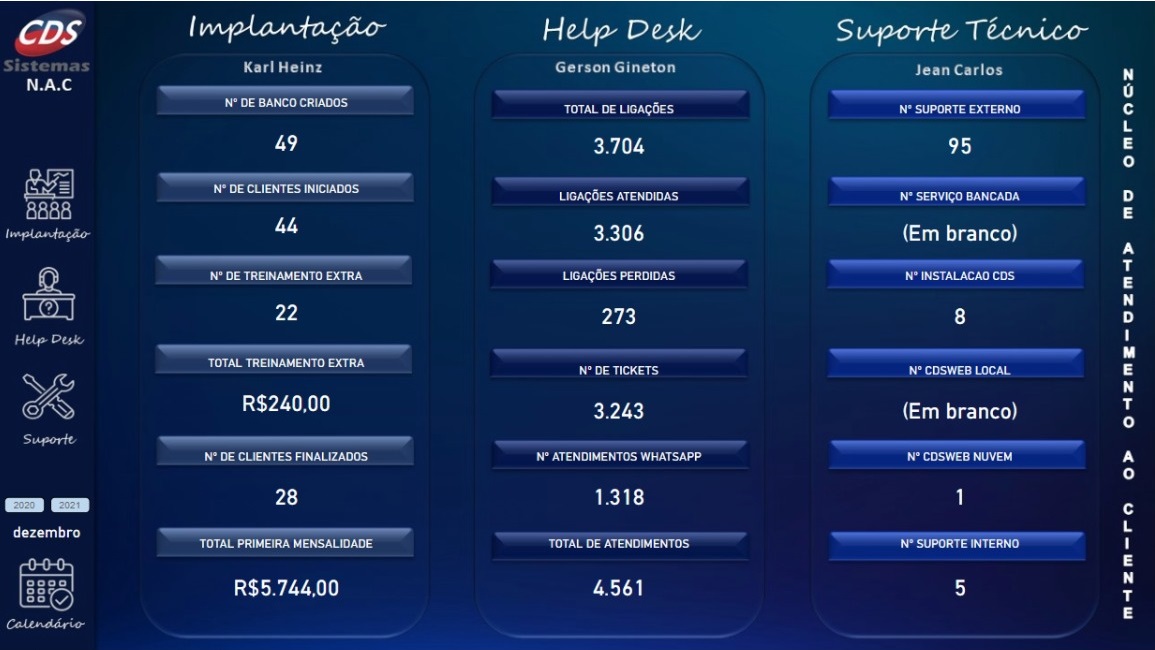 CDS
Sistemas
N.A.C
Implantação
Help Desk
Suporte
2020 2021
dezembro
Calendário
Implantação
Karl Heinz
Nº DE BANCO CRIADOS
49
Nº DE CLIENTES INICIADOS
44
Nº DE TREINAMENTO EXTRA
22
TOTAL TREINAMENTO EXTRA
R$240,00
Nº DE CLIENTES FINALIZADOS
28
TOTAL PRIMEIRA MENSALIDADE
R$5.744,00
Help Desk
Gerson Gineton
TOTAL DE LIGAÇÕES
3.704
LIGAÇÕES ATENDIDAS
3.306
LIGAÇÕES PERDIDAS
273
Nº DE TICKETS
3.243
Nº ATENDIMENTOS WHATSAPP
1.318
TOTAL DE ATENDIMENTOS
4.561
Suporte Técnico
Jean Carlos
Nº SUPORTE EXTERNO
95
Nº SERVIÇO BANCADA
(Em branco)
Nº INSTALACAO CDS
8
Nº CDSWEB LOCAL
(Em branco)
Nº CDSWEB NUVEM
1
Nº SUPORTE INTERNO
5
NÚCLEO DE ATENDIMENTO AO CLIENTE